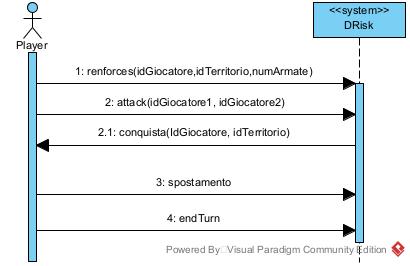 <<system>>
DRisk
Player
1: renforces(idGiocatore,idTerritorio,numArmate)
2: attack(idGiocatore1, idGiocatore2)
2.1: conquista(IdGiocatore, idTerritorio)
3: spostamento
4: endTurn
Powered By Visual Paradigm Community Edition